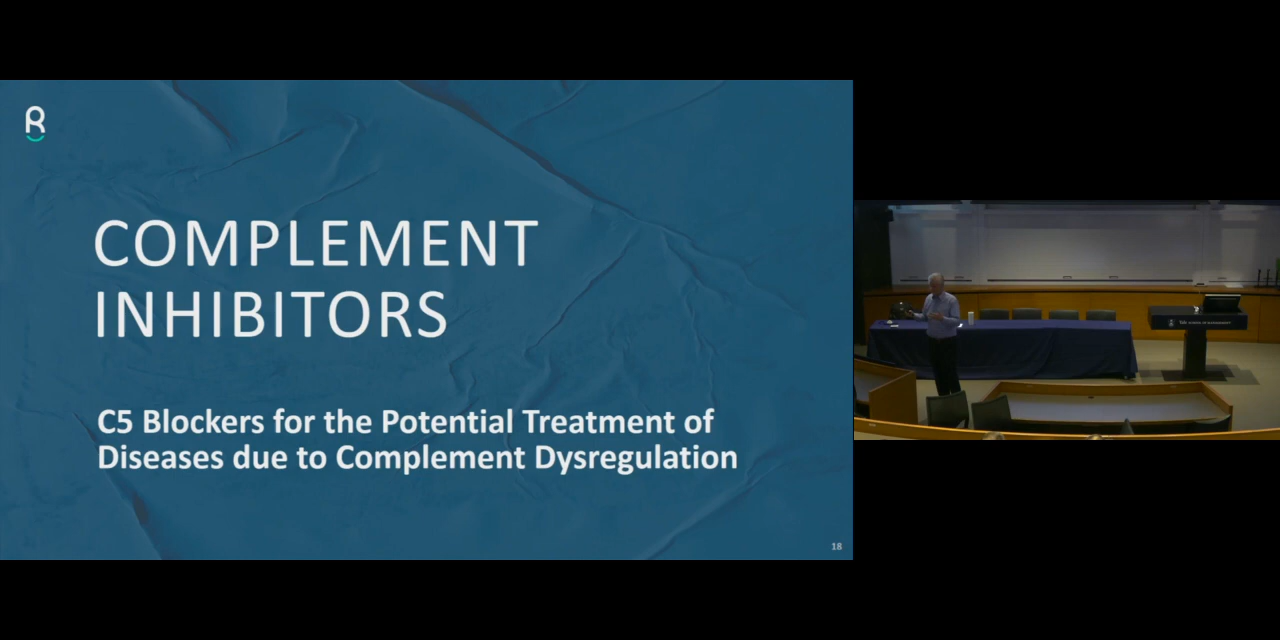 R
COMPLEMENT
INHIBITORS
C5 Blockers for the Potential Treatment of
Diseases due to Complement Dysregulation
18